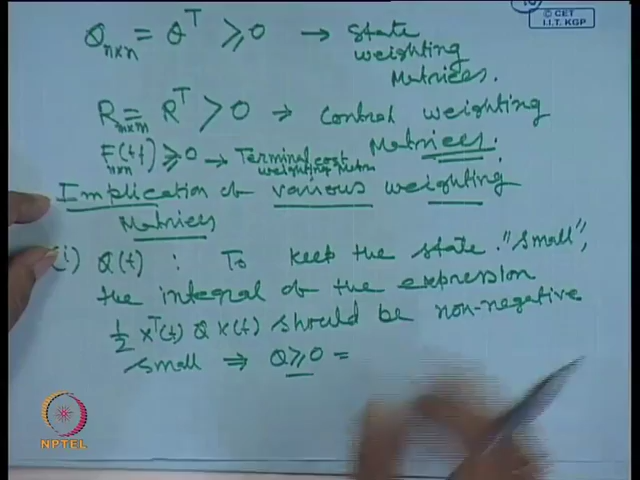 © CET
I.I.T. KGP
Q_{n×n} = Q^T ≥ 0 → State
weighting
Matrices.
R_{m×m} = R^T > 0 → Control weighting
Matrices.
F(tf)_{n×n} ≥ 0 → Terminal cost
weighting Matrix
Implication of various weighting
Matrices
(i) Q(t) : To keep the state "small",
the integral of the expression
1/2 x^T(t) Q x(t) should be non-negative
small ⇒ Q ≥ 0 =
NPTEL